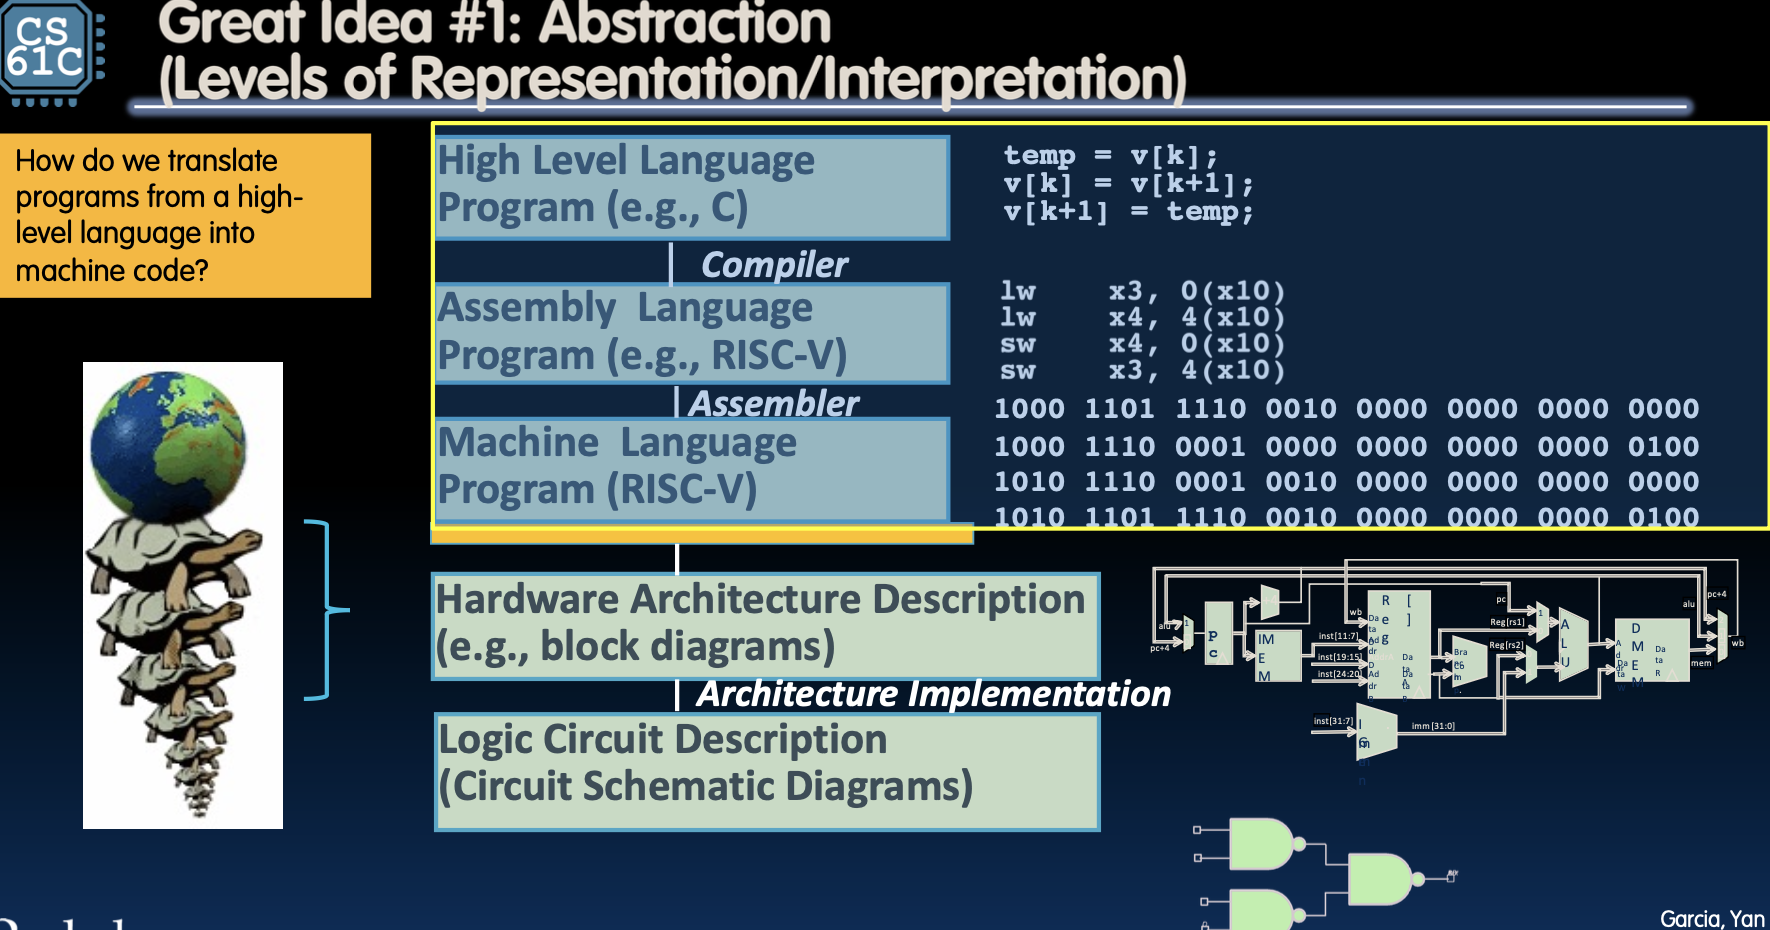 CS
61C
Great Idea #1: Abstraction
(Levels of Representation/Interpretation)
How do we translate
programs from a high-
level language into
machine code?
High Level Language
Program (e.g., C)
temp = v[k];
v[k] = v[k+1];
v[k+1] = temp;
Compiler
Assembly Language
Program (e.g., RISC-V)
lw x3, 0(x10)
lw x4, 4(x10)
sw x4, 0(x10)
sw x3, 4(x10)
Assembler
Machine Language
Program (RISC-V)
1000 1101 1110 0010 0000 0000 0000 0000
1000 1110 0001 0000 0000 0000 0000 0100
1010 1110 0001 0010 0000 0000 0000 0000
1010 1101 1110 0010 0000 0000 0000 0100
Hardware Architecture Description
(e.g., block diagrams)
Architecture Implementation
Logic Circuit Description
(Circuit Schematic Diagrams)
alu
pc+4
1
pc
IM
E
M
wb
Reg
[
]
inst[11:7]
inst[19:15]
inst[24:20]
inst[31:7]
imm[31:0]
pc
Reg[rs1]
Reg[rs2]
1
ALU
DMEM
pc+4
alu
mem
wb
Garcia, Yan